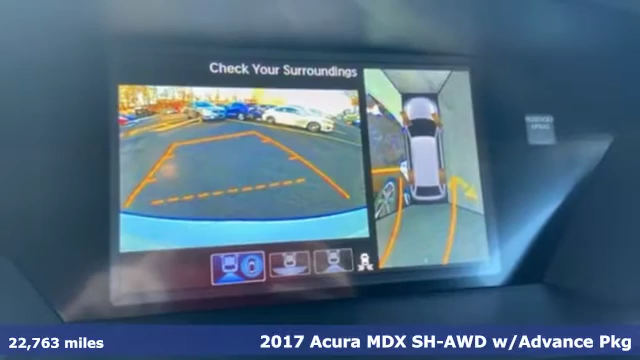 Check Your Surroundings
22,763 miles
2017 Acura MDX SH-AWD w/Advance Pkg